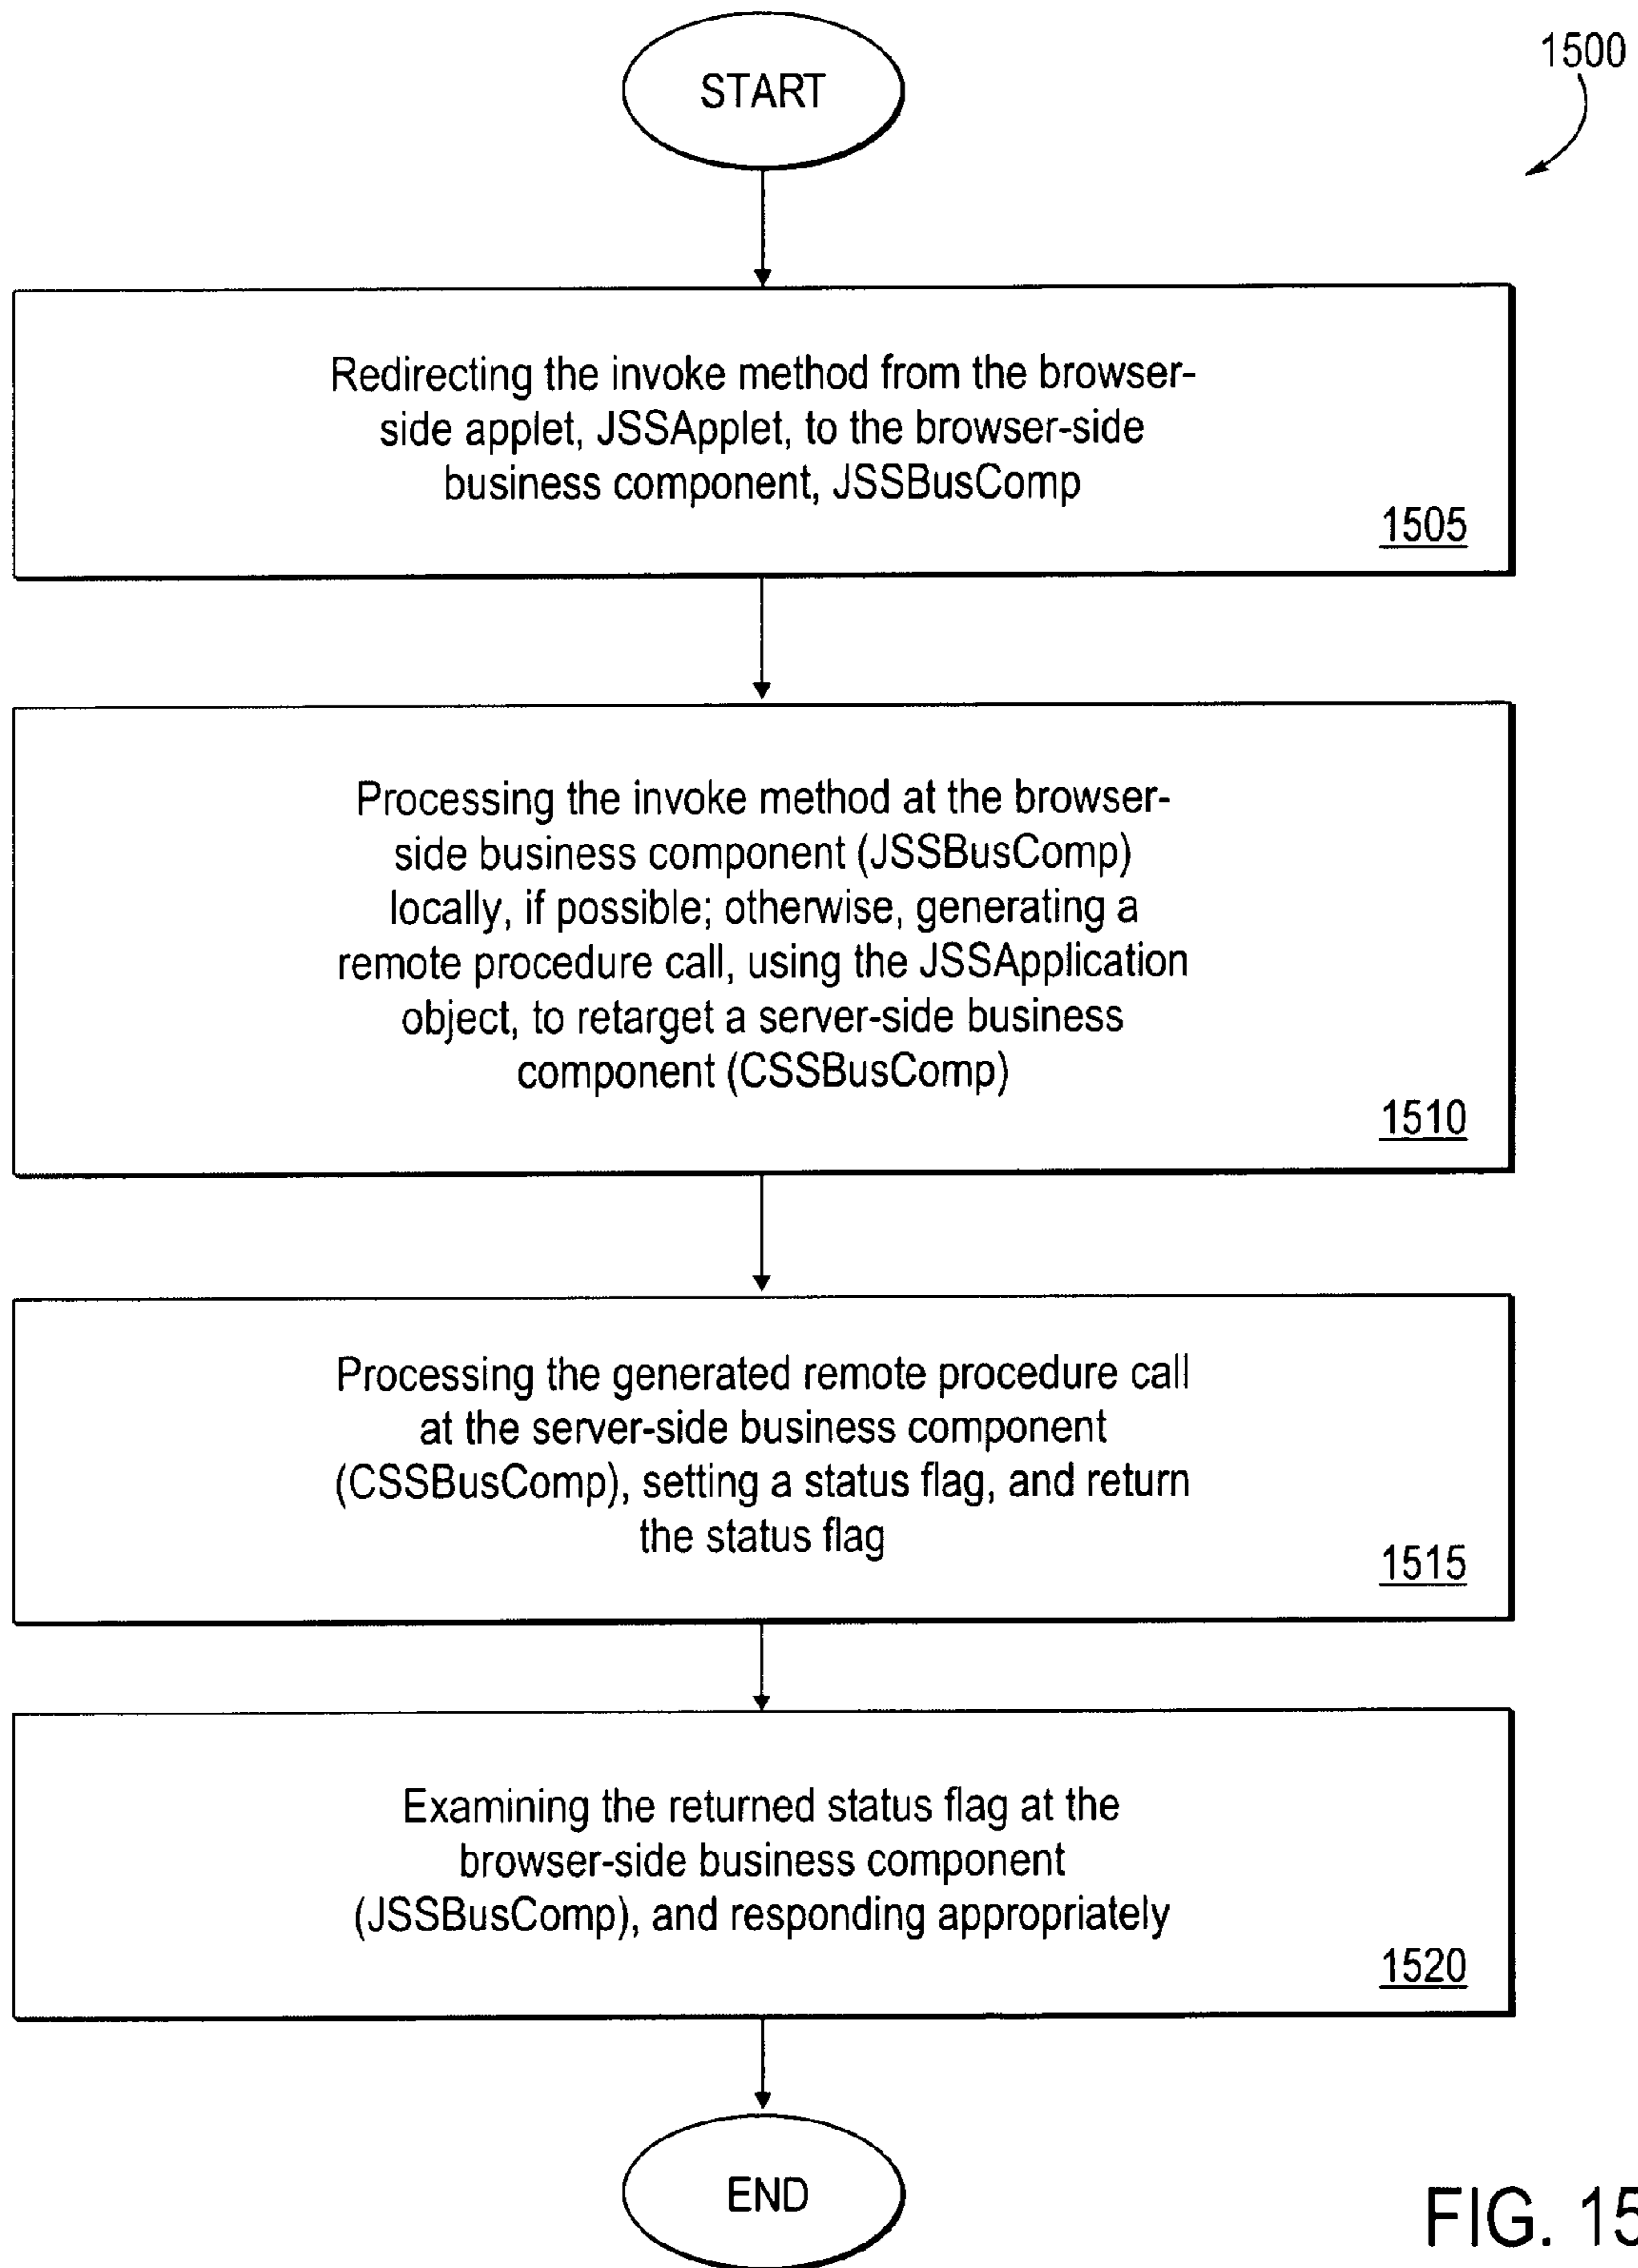 START
1500
Redirecting the invoke method from the browser-
side applet, JSSApplet, to the browser-side
business component, JSSBusComp
1505
Processing the invoke method at the browser-
side business component (JSSBusComp)
locally, if possible; otherwise, generating a
remote procedure call, using the JSSApplication
object, to retarget a server-side business
component (CSSBusComp)
1510
Processing the generated remote procedure call
at the server-side business component
(CSSBusComp), setting a status flag, and return
the status flag
1515
Examining the returned status flag at the
browser-side business component
(JSSBusComp), and responding appropriately
1520
END
FIG. 15